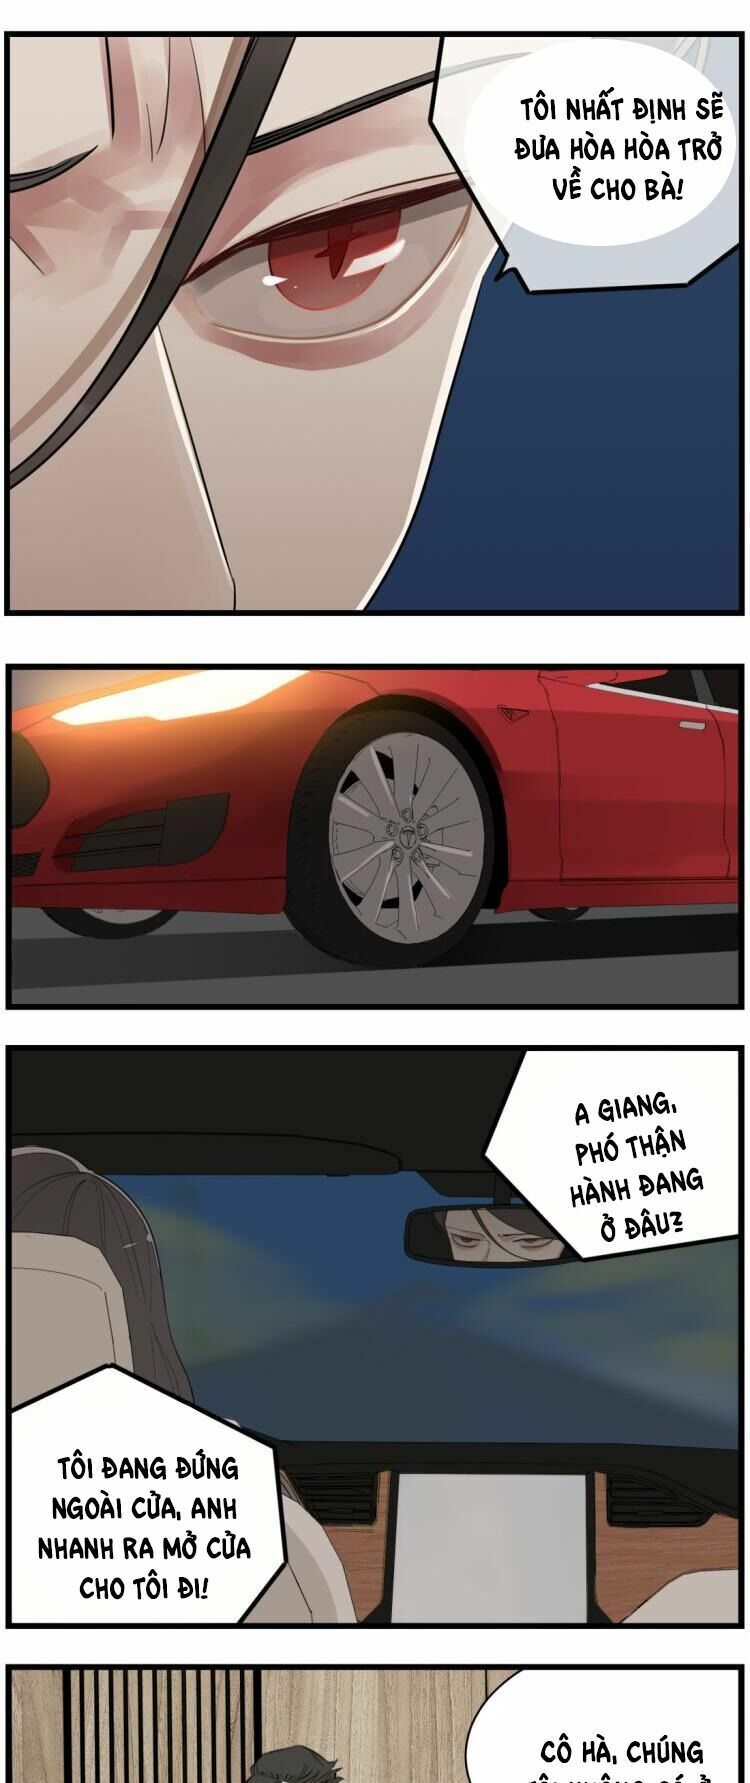 TÔI NHẤT ĐỊNH SẼ
ĐƯA HÒA HÒA TRỞ
VỀ CHO BÀ!
A GIANG,
PHÓ THẬN
HÀNH ĐANG
Ở ĐÂU?
TÔI ĐANG ĐỨNG
NGOÀI CỬA, ANH
NHANH RA MỞ CỬA
CHO TÔI ĐI!
CÔ HÀ, CHÚNG